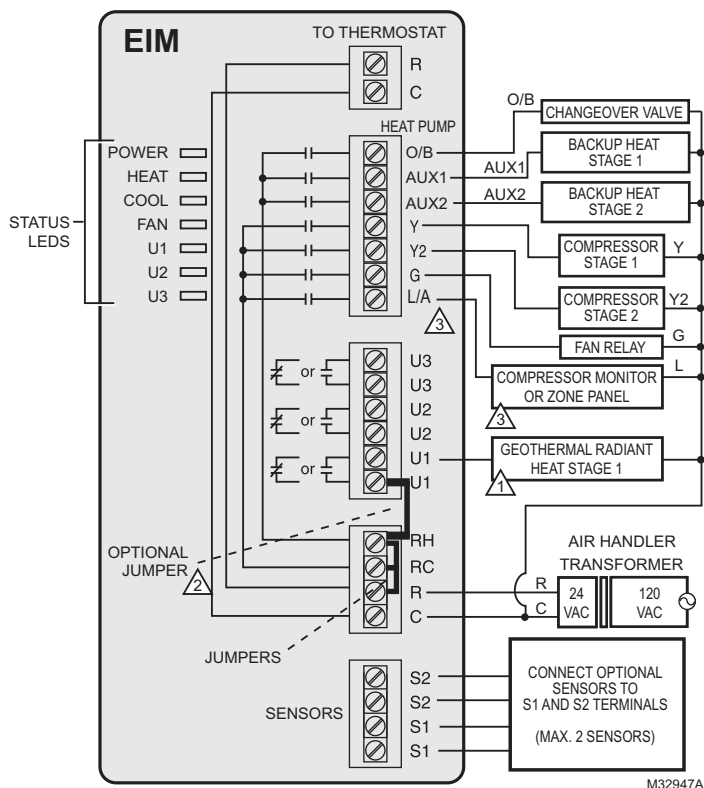 EIM
TO THERMOSTAT
R
C
HEAT PUMP
O/B
AUX1
AUX2
Y
Y2
G
L/A
3
POWER
HEAT
COOL
FAN
U1
U2
U3
STATUS
LEDS
O/B
CHANGEOVER VALVE
AUX1
BACKUP HEAT
STAGE 1
AUX2
BACKUP HEAT
STAGE 2
COMPRESSOR
STAGE 1
Y
COMPRESSOR
STAGE 2
Y2
FAN RELAY
G
COMPRESSOR MONITOR
OR ZONE PANEL
L
3
or
or
or
U3
U3
U2
U2
U1
U1
GEOTHERMAL RADIANT
HEAT STAGE 1
1
OPTIONAL
JUMPER
2
JUMPERS
RH
RC
R
C
AIR HANDLER
TRANSFORMER
R
C
24
VAC
120
VAC
SENSORS
S2
S2
S1
S1
CONNECT OPTIONAL
SENSORS TO
S1 AND S2 TERMINALS
(MAX. 2 SENSORS)
M32947A